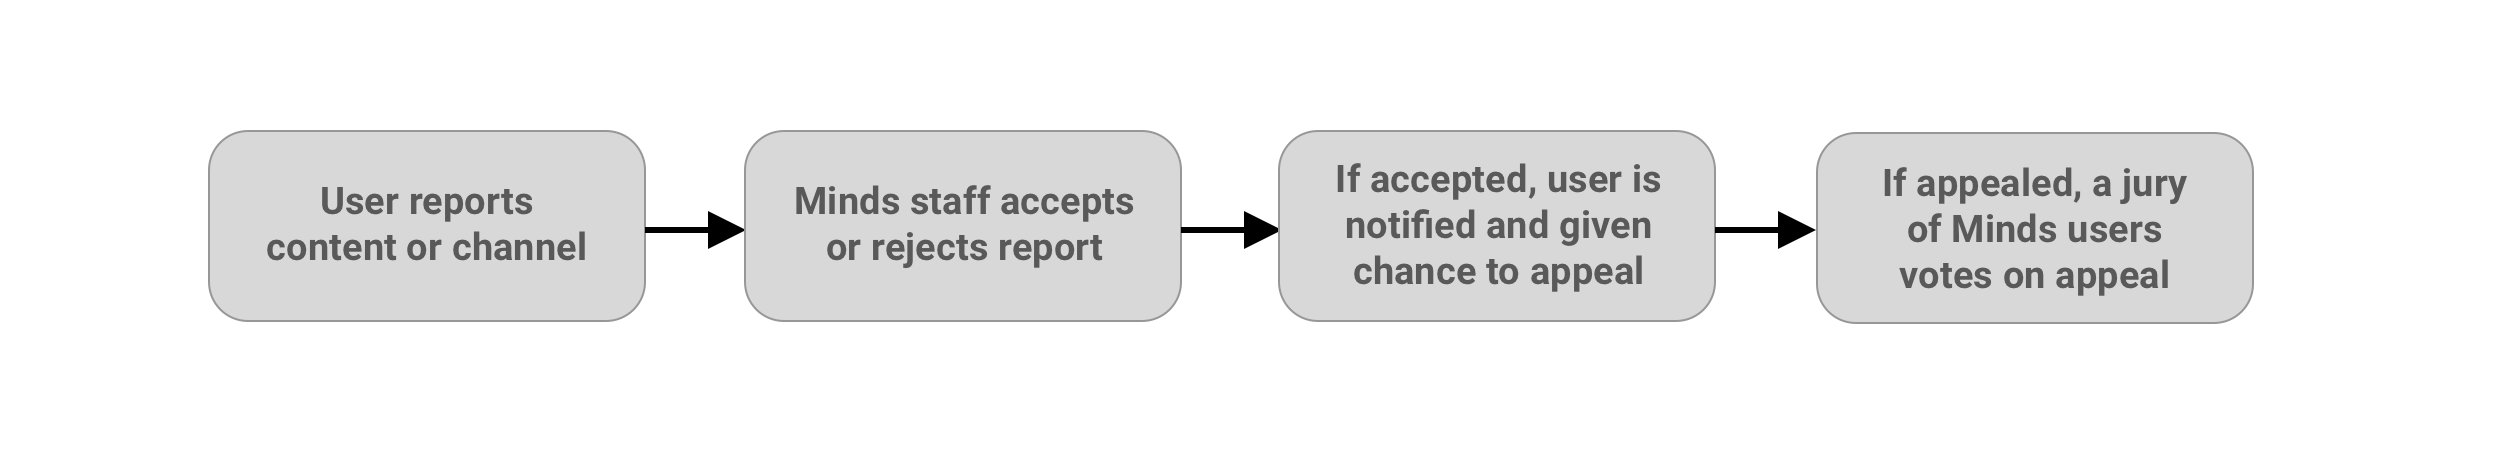 User reports
content or channel
Minds staff accepts
or rejects report
If accepted, user is
notified and given
chance to appeal
If appealed, a jury
of Minds users
votes on appeal